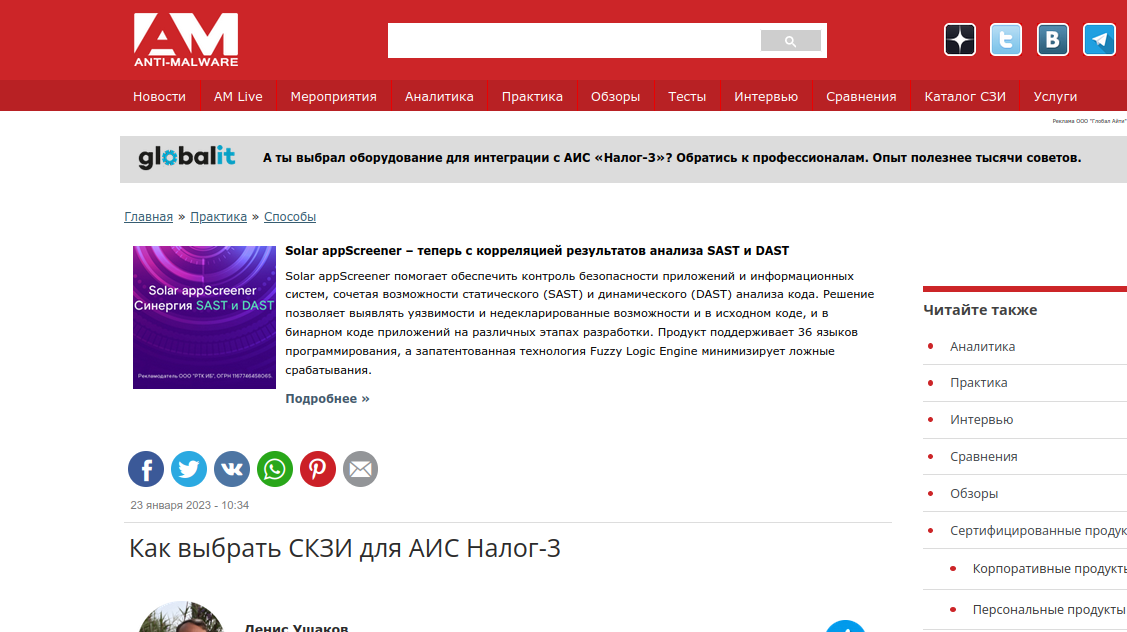 AM
ANTI-MALWARE
Новости AM Live Мероприятия Аналитика Практика Обзоры Тесты Интервью Сравнения Каталог СЗИ Услуги
Реклама ООО "Глобал Айти"
globalit
А ты выбрал оборудование для интеграции с АИС «Налог-3»? Обратись к профессионалам. Опыт полезнее тысячи советов.
Главная » Практика » Способы
Solar appScreener
Синергия SAST и DAST
Рекламодатель ООО "РТК ИБ", ОГРН 1167746458065
Solar appScreener – теперь с корреляцией результатов анализа SAST и DAST
Solar appScreener помогает обеспечить контроль безопасности приложений и информационных
систем, сочетая возможности статического (SAST) и динамического (DAST) анализа кода. Решение
позволяет выявлять уязвимости и недекларированные возможности и в исходном коде, и в
бинарном коде приложений на различных этапах разработки. Продукт поддерживает 36 языков
программирования, а запатентованная технология Fuzzy Logic Engine минимизирует ложные
срабатывания.
Подробнее »
23 января 2023 - 10:34
Как выбрать СКЗИ для АИС Налог-3
Денис Ушаков
Читайте также
Аналитика
Практика
Интервью
Сравнения
Обзоры
Сертифицированные продук
Корпоративные продукты
Персональные продукты